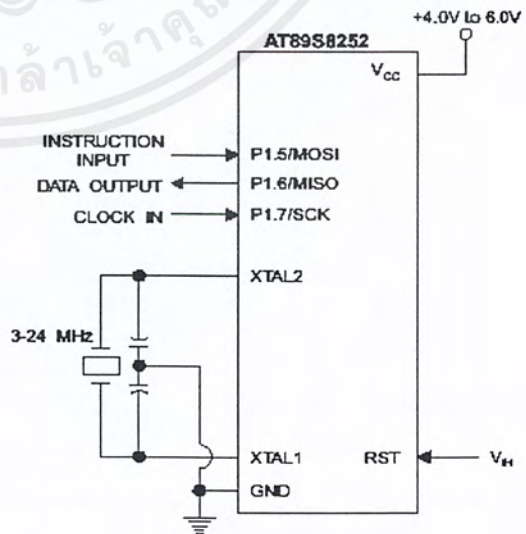 +4.0V to 6.0V
AT89S8252
VCC
INSTRUCTION
INPUT
P1.5/MOSI
DATA OUTPUT
P1.6/MISO
CLOCK IN
P1.7/SCK
XTAL2
3-24 MHz
XTAL1
RST
VIH
GND